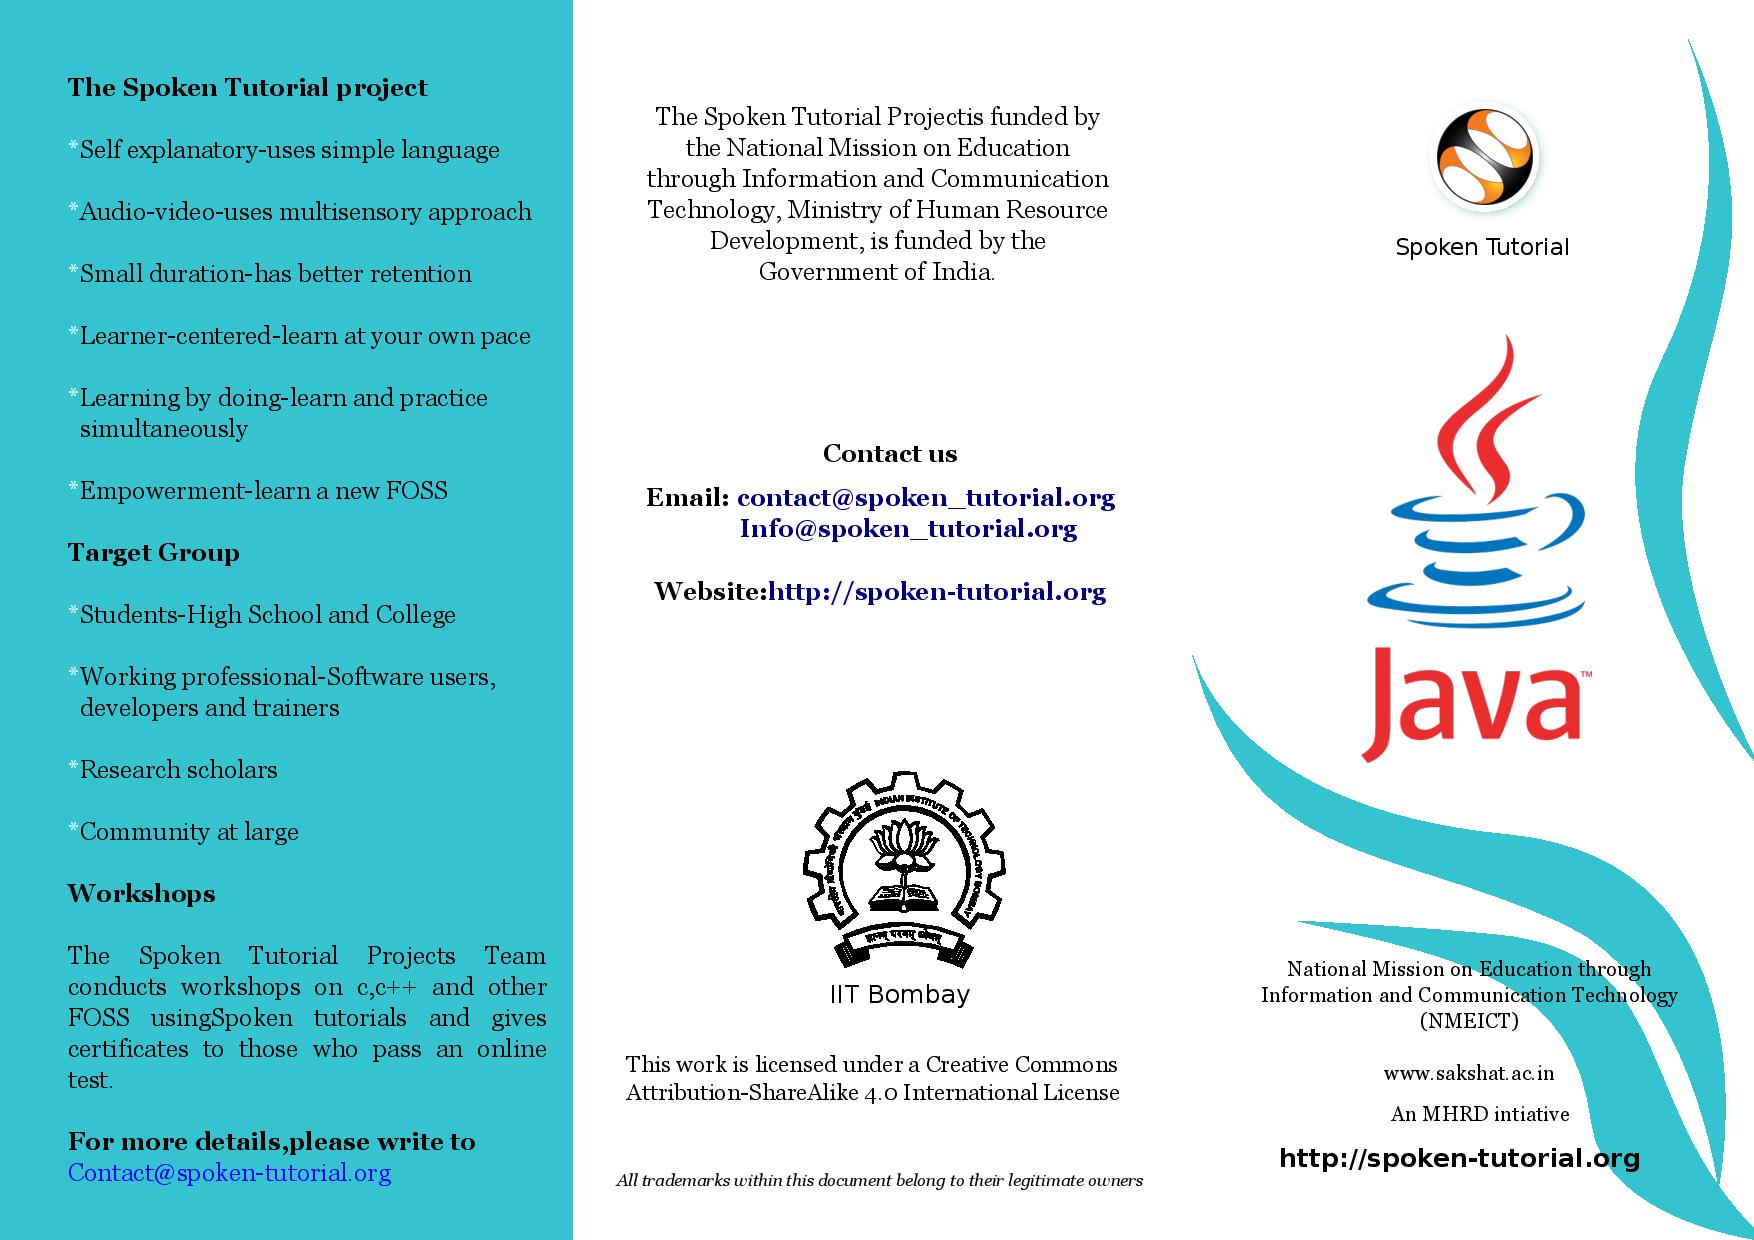 The Spoken Tutorial project
*Self explanatory-uses simple language
*Audio-video-uses multisensory approach
*Small duration-has better retention
*Learner-centered-learn at your own pace
*Learning by doing-learn and practice
simultaneously
*Empowerment-learn a new FOSS
Target Group
*Students-High School and College
*Working professional-Software users,
developers and trainers
*Research scholars
*Community at large
Workshops
The Spoken Tutorial Projects Team
conducts workshops on c,c++ and other
FOSS usingSpoken tutorials and gives
certificates to those who pass an online
test.
For more details,please write to
Contact@spoken-tutorial.org
The Spoken Tutorial Projectis funded by
the National Mission on Education
through Information and Communication
Technology, Ministry of Human Resource
Development, is funded by the
Government of India.
Contact us
Email: contact@spoken_tutorial.org
Info@spoken_tutorial.org
Website:http://spoken-tutorial.org
INDIAN INSTITUTE OF TECHNOLOGY BOMBAY
IIT Bombay
This work is licensed under a Creative Commons
Attribution-ShareAlike 4.0 International License
All trademarks within this document belong to their legitimate owners
Spoken Tutorial
Java™
National Mission on Education through
Information and Communication Technology
(NMEICT)
www.sakshat.ac.in
An MHRD intiative
http://spoken-tutorial.org